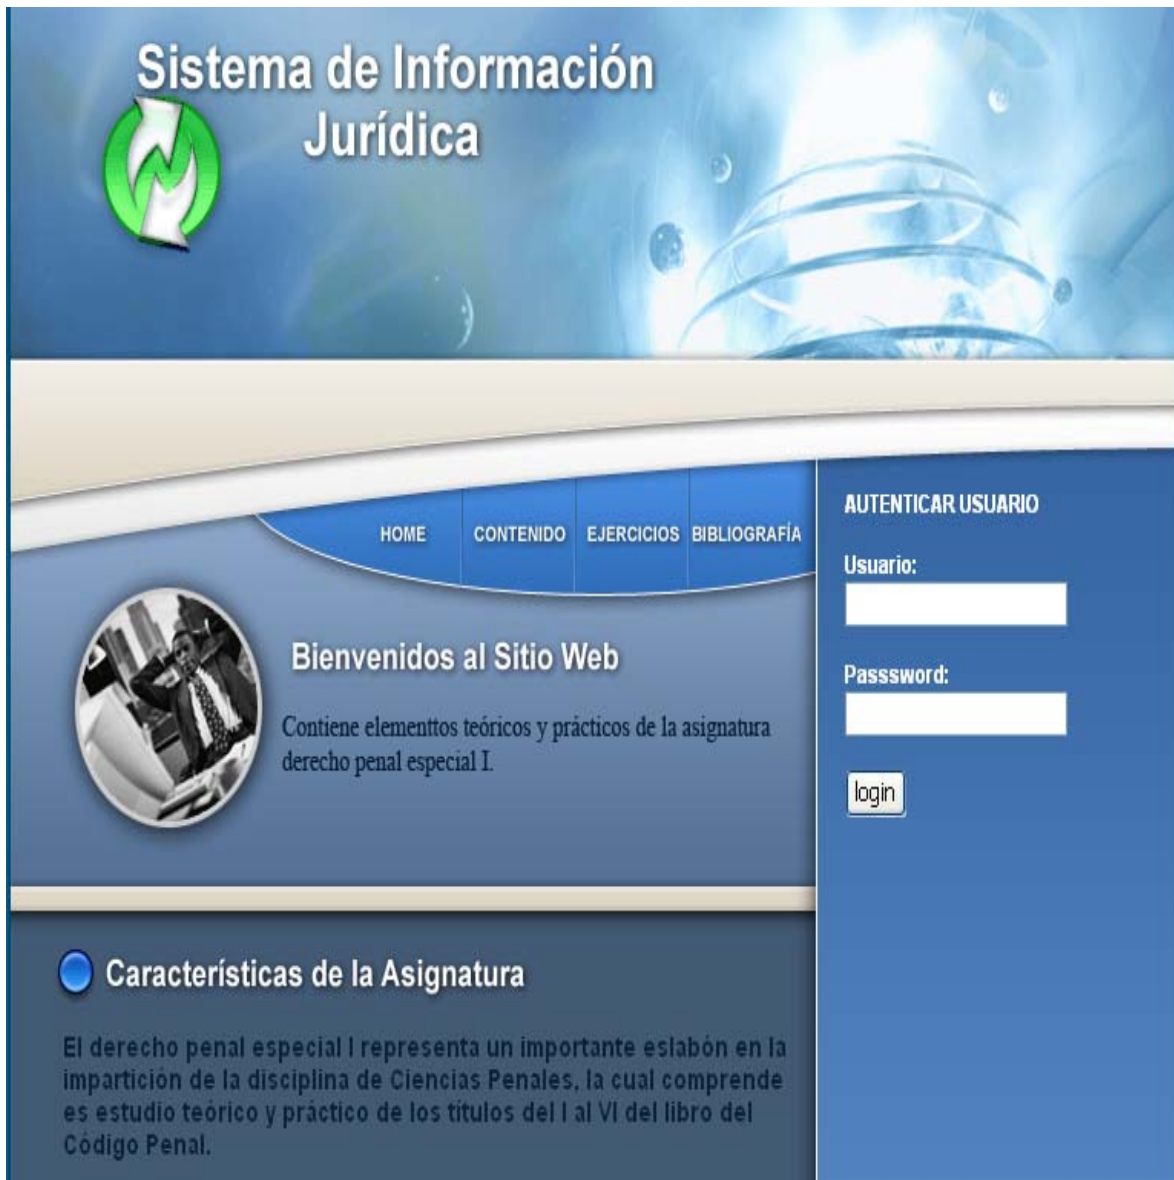 Sistema de Información
Jurídica
HOME
CONTENIDO
EJERCICIOS
BIBLIOGRAFÍA
Bienvenidos al Sitio Web
Contiene elementtos teóricos y prácticos de la asignatura
derecho penal especial I.
Características de la Asignatura
El derecho penal especial I representa un importante eslabón en la
impartición de la disciplina de Ciencias Penales, la cual comprende
es estudio teórico y práctico de los títulos del I al VI del libro del
Código Penal.
AUTENTICAR USUARIO
Usuario:
Passsword:
login